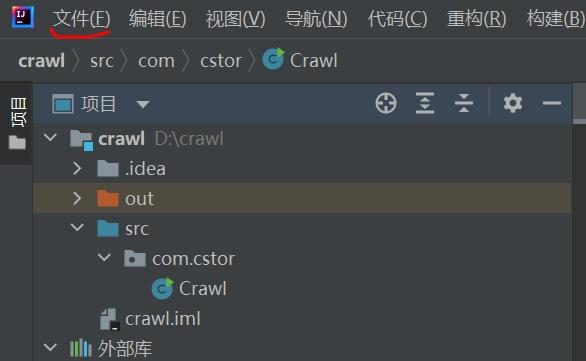 文件(F) 编辑(E) 视图(V) 导航(N) 代码(C) 重构(R) 构建(B)
crawl src com cstor Crawl
项目
项目
crawl D:\crawl
.idea
out
src
com.cstor
Crawl
crawl.iml
外部库